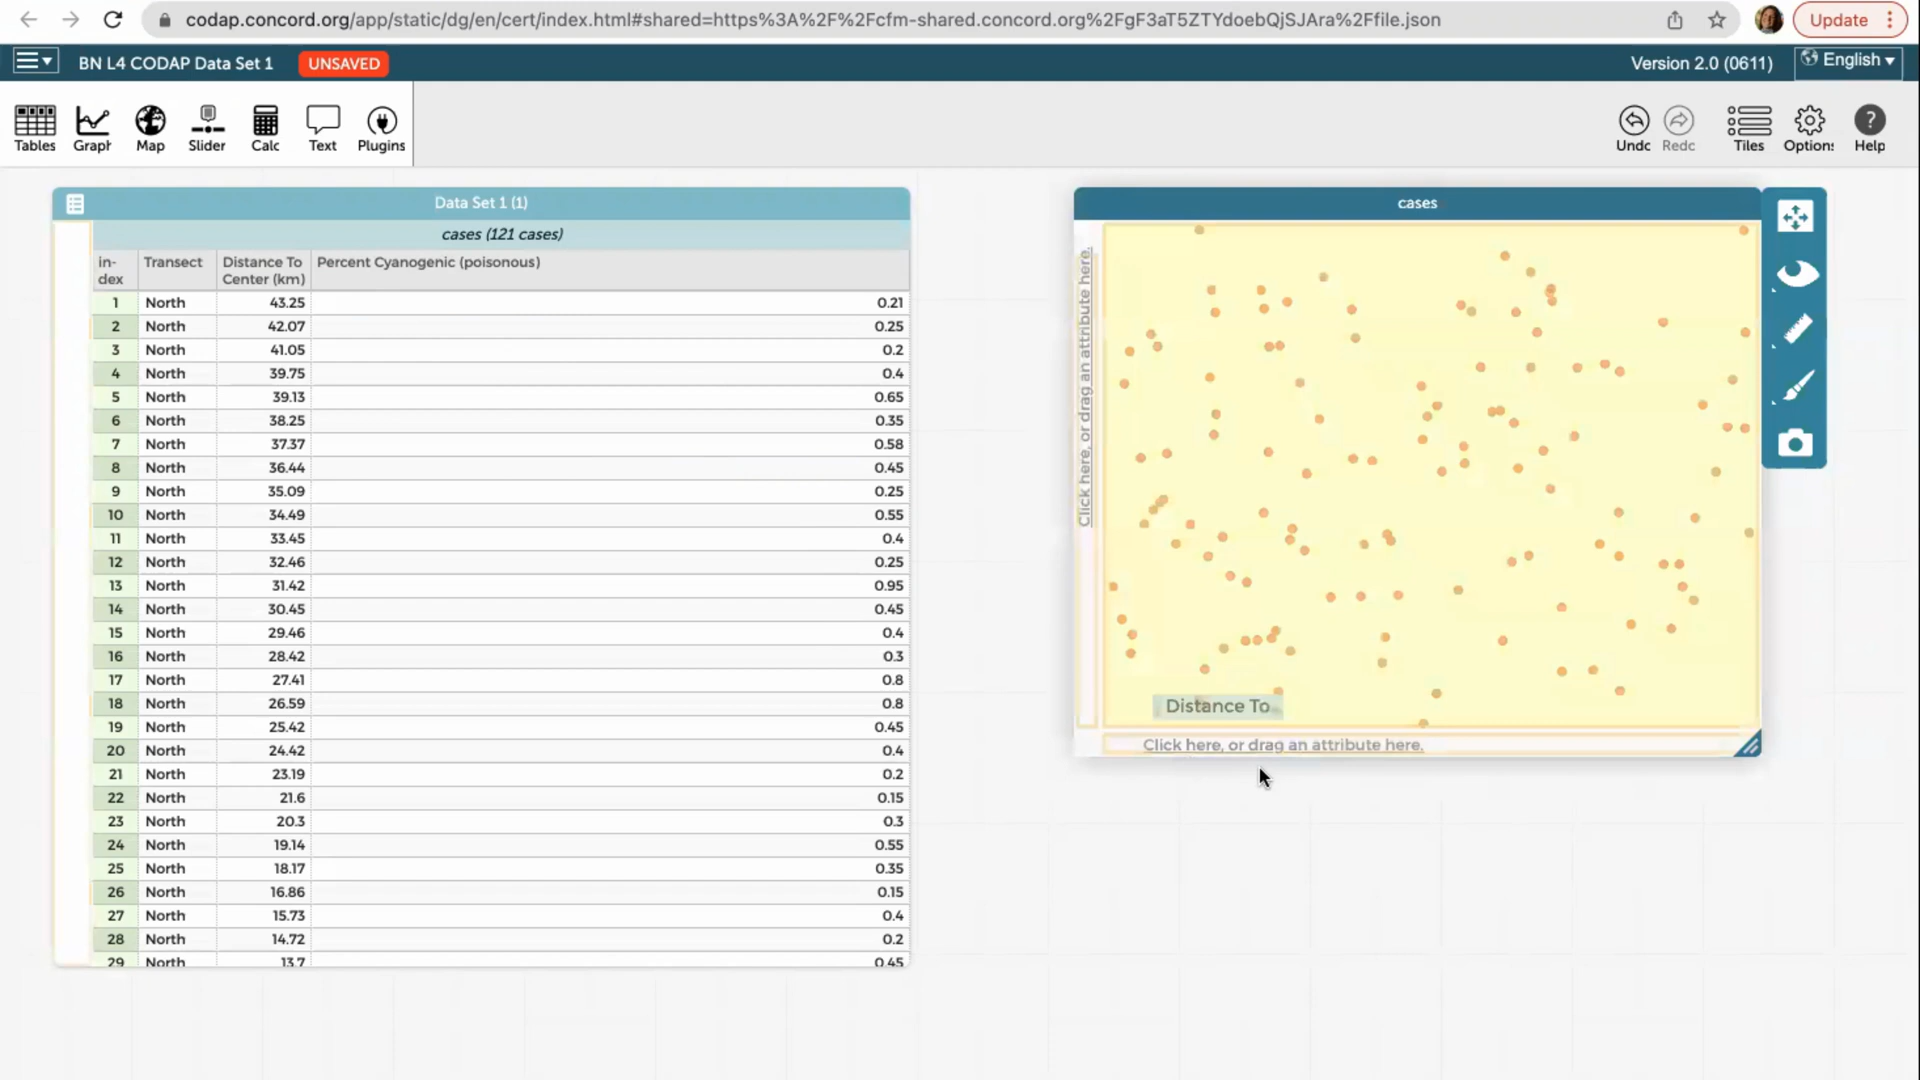 codap.concord.org/app/static/dg/en/cert/index.html#shared=https%3A%2F%2Fcfm-shared.concord.org%2FgF3aT5ZTYdoebQjSJAra%2Ffile.json
Update
BN L4 CODAP Data Set 1 UNSAVED
Version 2.0 (0611) English
Tables Graph Map Slider Calc Text Plugins
Undo Redo Tiles Options Help
Data Set 1 (1)
cases (121 cases)
in-dex Transect Distance To Center (km) Percent Cyanogenic (poisonous)
1 North 43.25 0.21
2 North 42.07 0.25
3 North 41.05 0.2
4 North 39.75 0.4
5 North 39.13 0.65
6 North 38.25 0.35
7 North 37.37 0.58
8 North 36.44 0.45
9 North 35.09 0.25
10 North 34.49 0.55
11 North 33.45 0.4
12 North 32.46 0.25
13 North 31.42 0.95
14 North 30.45 0.45
15 North 29.46 0.4
16 North 28.42 0.3
17 North 27.41 0.8
18 North 26.59 0.8
19 North 25.42 0.45
20 North 24.42 0.4
21 North 23.19 0.2
22 North 21.6 0.15
23 North 20.3 0.3
24 North 19.14 0.55
25 North 18.17 0.35
26 North 16.86 0.15
27 North 15.73 0.4
28 North 14.72 0.2
29 North 13.7 0.45
cases
Click here, or drag an attribute here.
Distance To
Click here, or drag an attribute here.